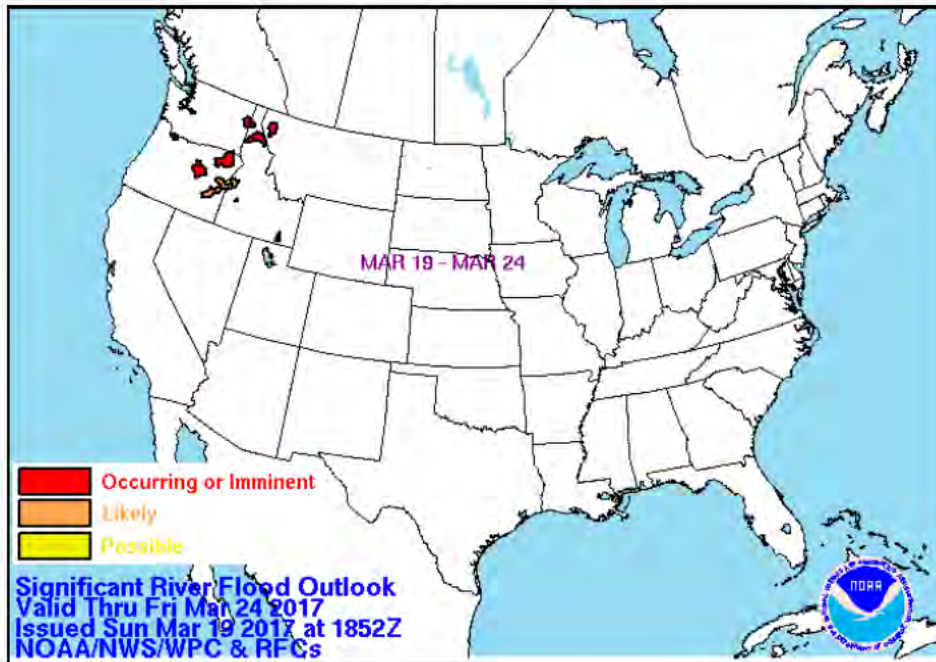 MAR 19 - MAR 24
Occurring or Imminent
Likely
Possible
Significant River Flood Outlook
Valid Thru Fri Mar 24 2017
Issued Sun Mar 19 2017 at 1852Z
NOAA/NWS/WPC & RFCs
NOAA